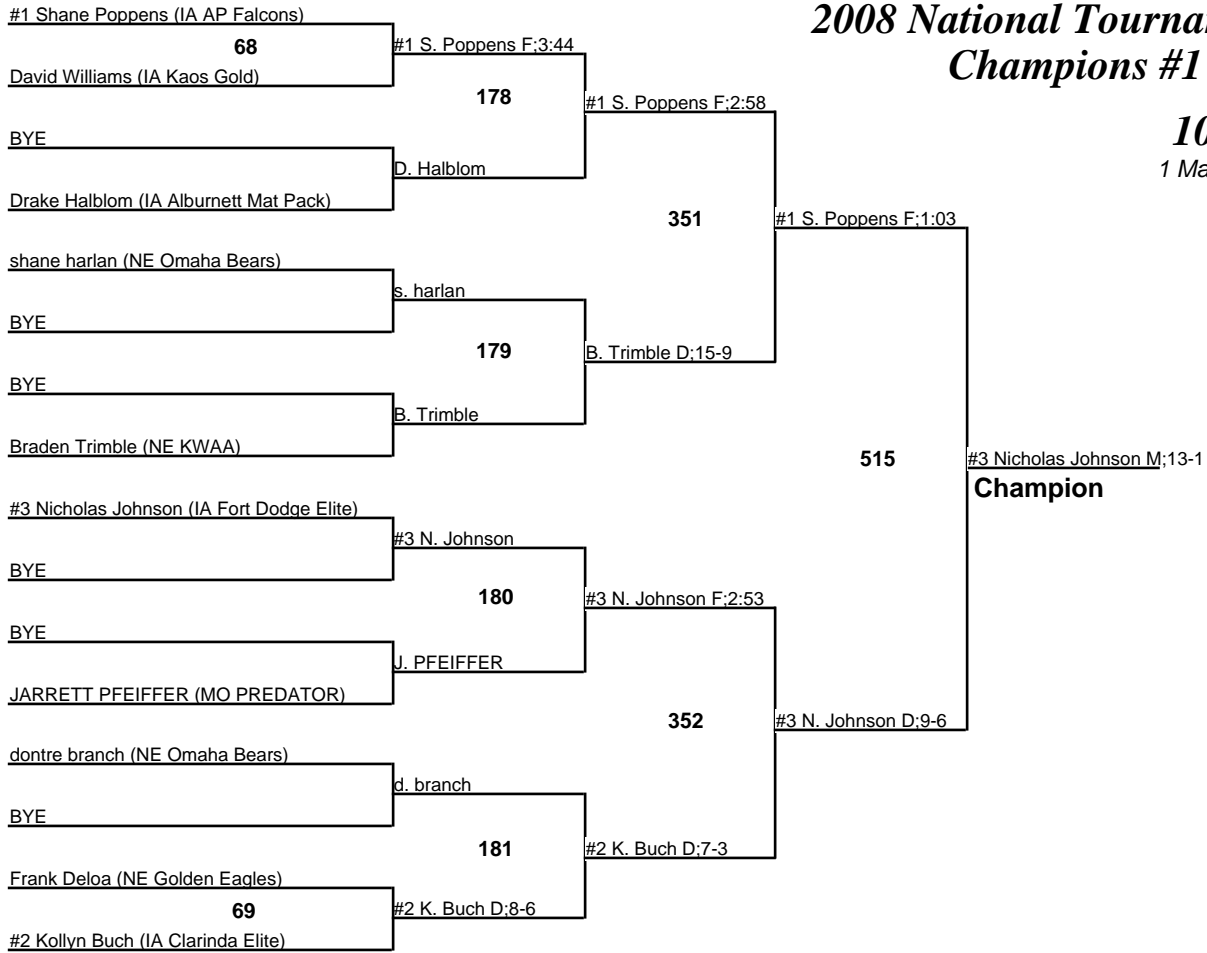 2008 National Tourna
Champions #1
10
1 Ma
#1 Shane Poppens (IA AP Falcons)
68
David Williams (IA Kaos Gold)
#1 S. Poppens F;3:44
178
BYE
D. Halblom
Drake Halblom (IA Alburnett Mat Pack)
#1 S. Poppens F;2:58
351
shane harlan (NE Omaha Bears)
s. harlan
BYE
179
BYE
B. Trimble
Braden Trimble (NE KWAA)
B. Trimble D;15-9
#1 S. Poppens F;1:03
515
#3 Nicholas Johnson M;13-1
Champion
#3 Nicholas Johnson (IA Fort Dodge Elite)
#3 N. Johnson
BYE
180
BYE
J. PFEIFFER
JARRETT PFEIFFER (MO PREDATOR)
#3 N. Johnson F;2:53
352
#3 N. Johnson D;9-6
dontre branch (NE Omaha Bears)
d. branch
BYE
181
#2 K. Buch D;7-3
Frank Deloa (NE Golden Eagles)
69
#2 K. Buch D;8-6
#2 Kollyn Buch (IA Clarinda Elite)